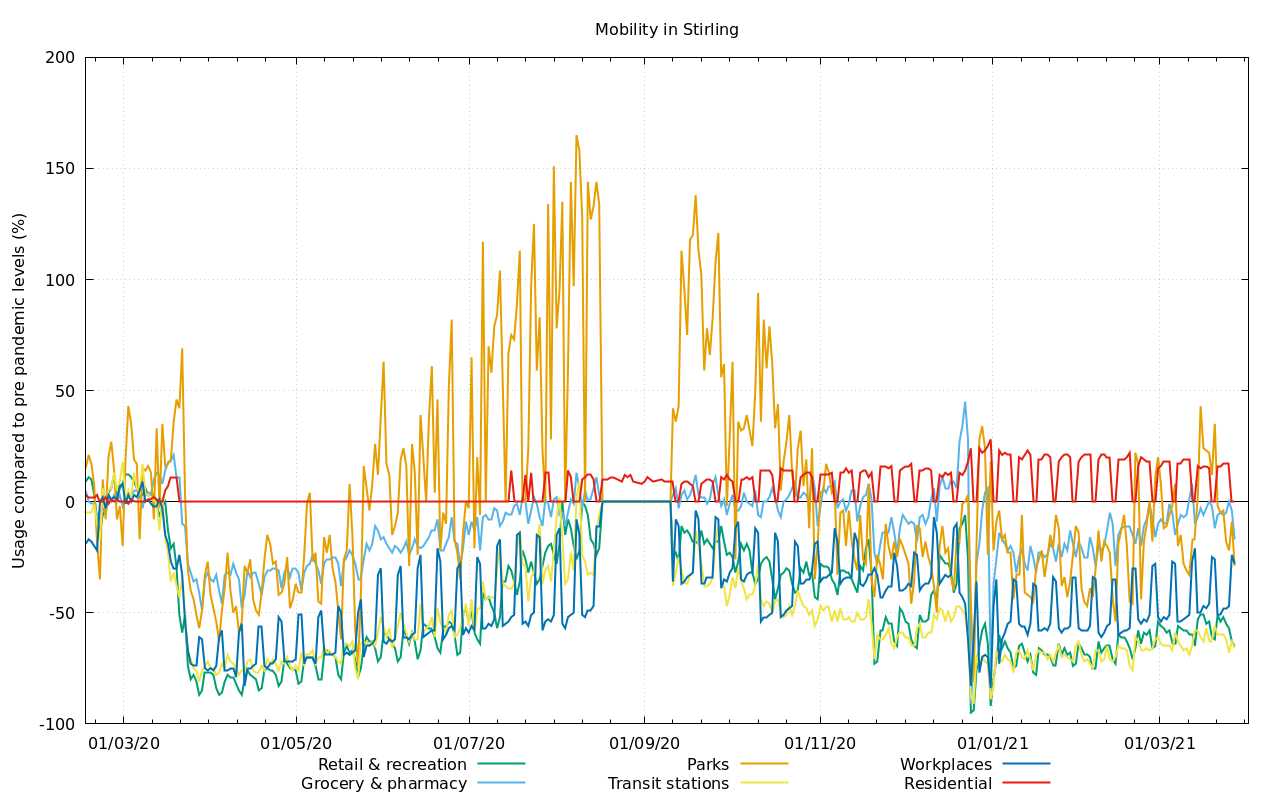 Mobility in Stirling
Usage compared to pre pandemic levels (%)
200
150
100
50
0
-50
-100
01/03/20 01/05/20 01/07/20 01/09/20 01/11/20 01/01/21 01/03/21
Retail & recreation Parks Workplaces
Grocery & pharmacy Transit stations Residential